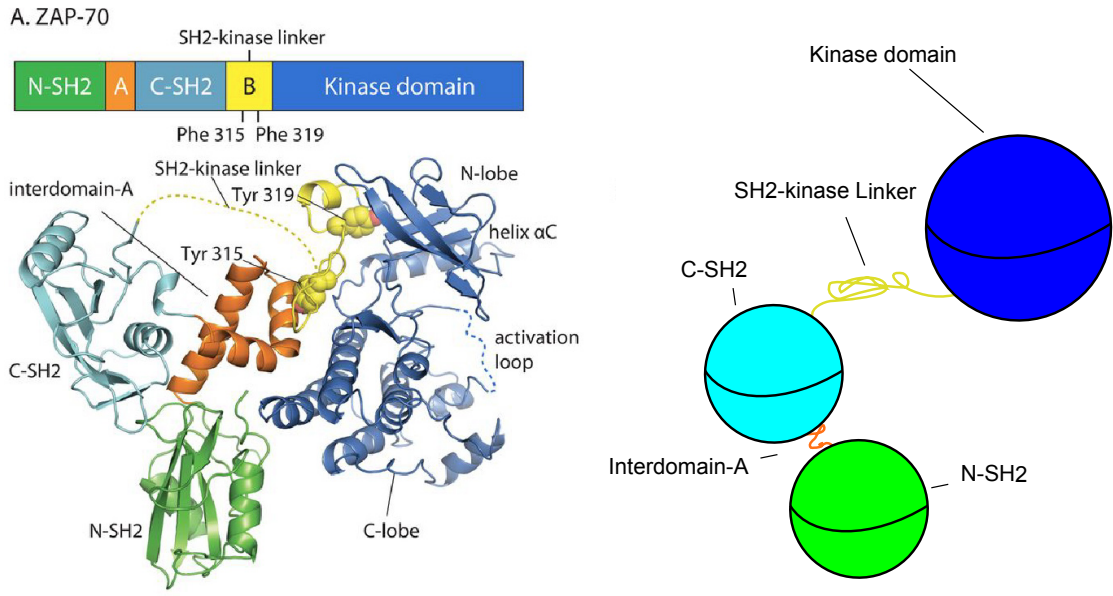 A. ZAP-70
SH2-kinase linker
N-SH2 A C-SH2 B Kinase domain
Phe 315 Phe 319
SH2-kinase linker
interdomain-A
Tyr 319
N-lobe
helix αC
Tyr 315
activation
loop
C-SH2
N-SH2
C-lobe
Kinase domain
SH2-kinase Linker
C-SH2
Interdomain-A
N-SH2